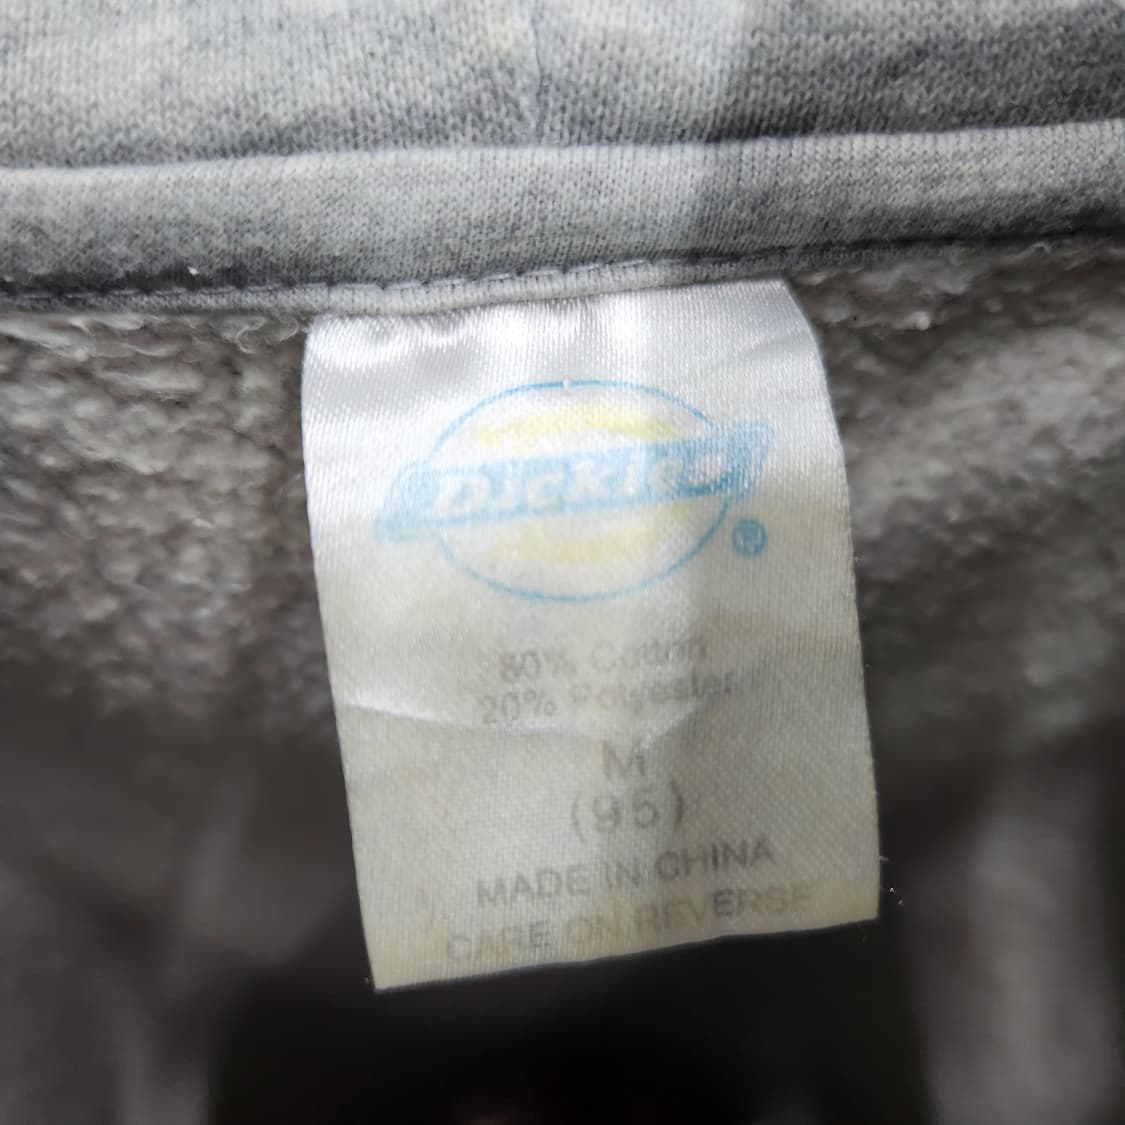 Dickies
®
80% Cotton
20% Polyester
M
(95)
MADE IN CHINA
CARE ON REVERSE